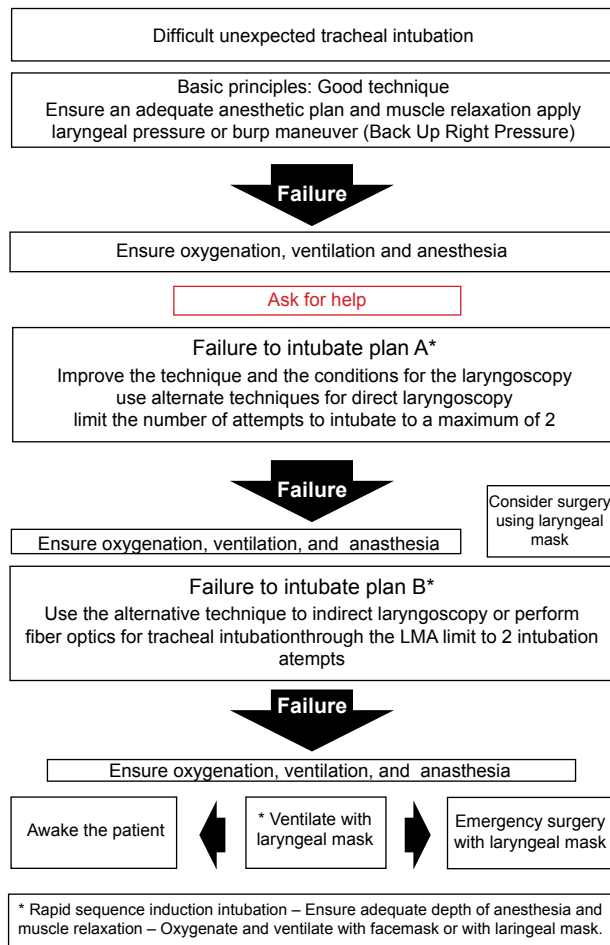 Difficult unexpected tracheal intubation
Basic principles: Good technique
Ensure an adequate anesthetic plan and muscle relaxation apply
laryngeal pressure or burp maneuver (Back Up Right Pressure)
Failure
Ensure oxygenation, ventilation and anesthesia
Ask for help
Failure to intubate plan A*
Improve the technique and the conditions for the laryngoscopy
use alternate techniques for direct laryngoscopy
limit the number of attempts to intubate to a maximum of 2
Failure
Consider surgery
using laryngeal
mask
Ensure oxygenation, ventilation, and anasthesia
Failure to intubate plan B*
Use the alternative technique to indirect laryngoscopy or perform
fiber optics for tracheal intubationthrough the LMA limit to 2 intubation
atempts
Failure
Ensure oxygenation, ventilation, and anasthesia
Awake the patient
* Ventilate with
laryngeal mask
Emergency surgery
with laryngeal mask
* Rapid sequence induction intubation – Ensure adequate depth of anesthesia and
muscle relaxation – Oxygenate and ventilate with facemask or with laringeal mask.